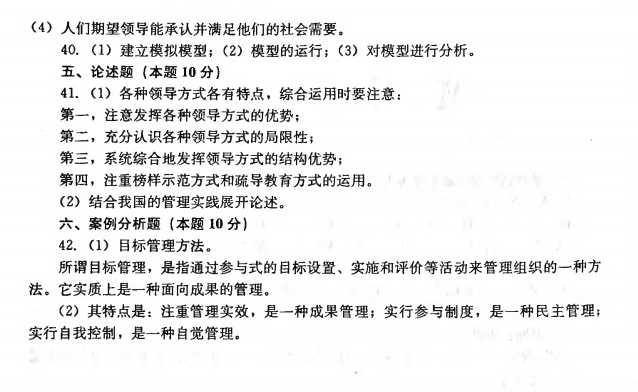 （4）人们期望领导能承认并满足他们的社会需要。
40.（1）建立模拟模型；（2）模型的运行；（3）对模型进行分析。
五、论述题（本题 10 分）
41.（1）各种领导方式各有特点，综合运用时要注意：
第一，注意发挥各种领导方式的优势；
第二，充分认识各种领导方式的局限性；
第三，系统综合地发挥领导方式的结构优势；
第四，注重榜样示范方式和疏导教育方式的运用。
（2）结合我国的管理实践展开论述。
六、案例分析题（本题 10 分）
42.（1）目标管理方法。
所谓目标管理，是指通过参与式的目标设置、实施和评价等活动来管理组织的一种方
法。它实质上是一种面向成果的管理。
（2）其特点是：注重管理实效，是一种成果管理；实行参与制度，是一种民主管理；
实行自我控制，是一种自觉管理。